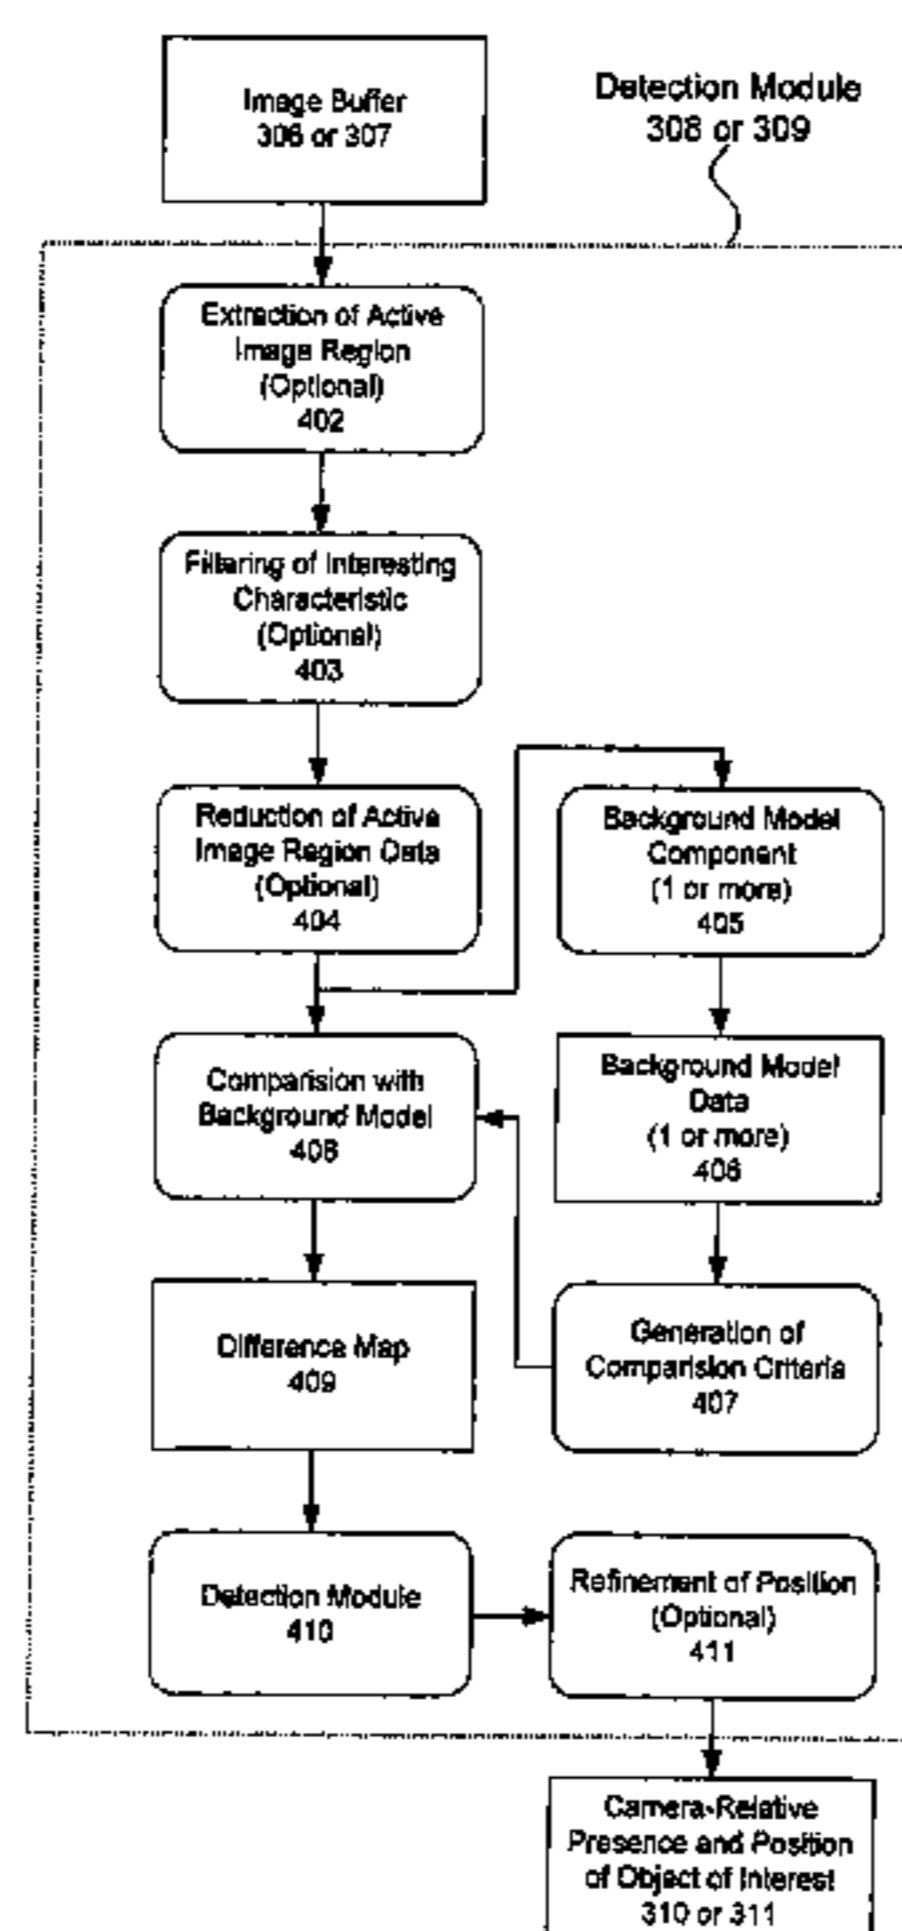 Image Buffer
306 or 307
Detection Module
308 or 309
Extraction of Active
Image Region
(Optional)
402
Filtering of Interesting
Characteristic
(Optional)
403
Reduction of Active
Image Region Data
(Optional)
404
Background Model
Component
(1 or more)
405
Comparision with
Background Model
408
Background Model
Data
(1 or more)
406
Difference Map
409
Generation of
Comparision Criteria
407
Detection Module
410
Refinement of Position
(Optional)
411
Camera-Relative
Presence and Position
of Object of Interest
310 or 311